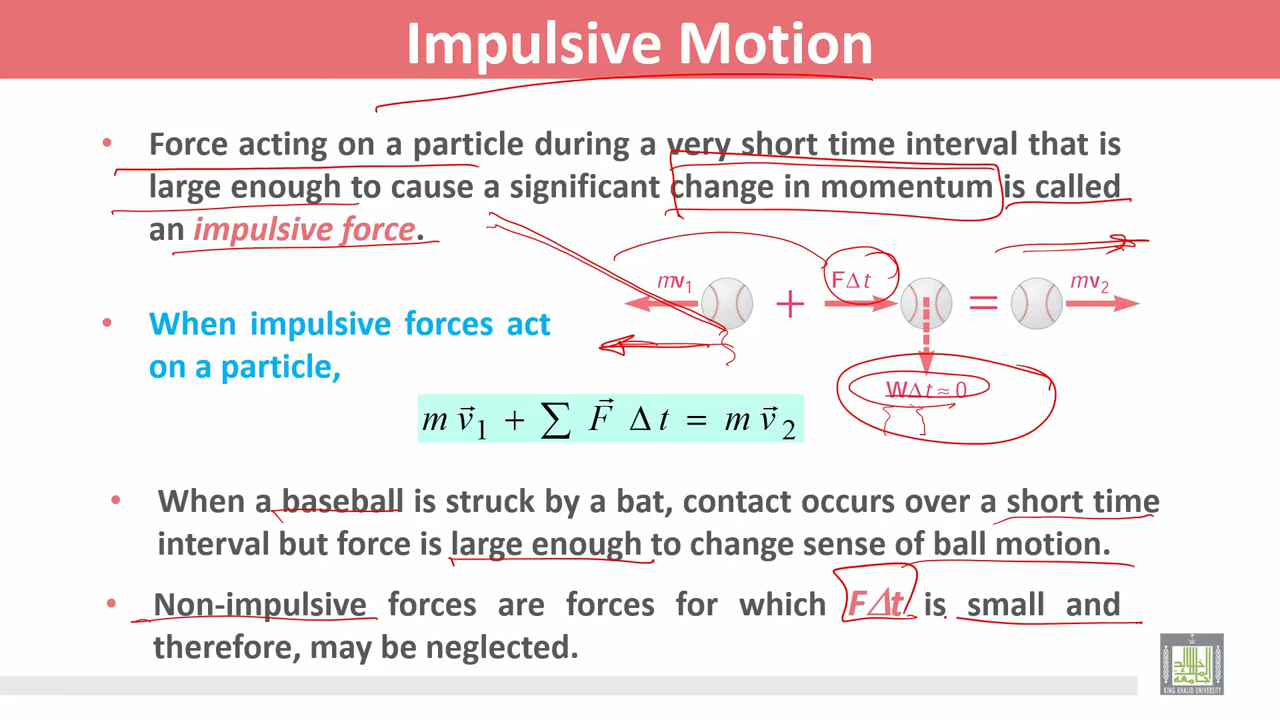 Impulsive Motion
• Force acting on a particle during a very short time interval that is
large enough to cause a significant change in momentum is called
an impulsive force.
mv₁ + FΔt = mv₂
WΔt ≈ 0
• When impulsive forces act
on a particle,
m v⃗₁ + ∑ F⃗ Δt = m v⃗₂
• When a baseball is struck by a bat, contact occurs over a short time
interval but force is large enough to change sense of ball motion.
• Non-impulsive forces are forces for which FΔt is small and
therefore, may be neglected.
KING KHALID UNIVERSITY